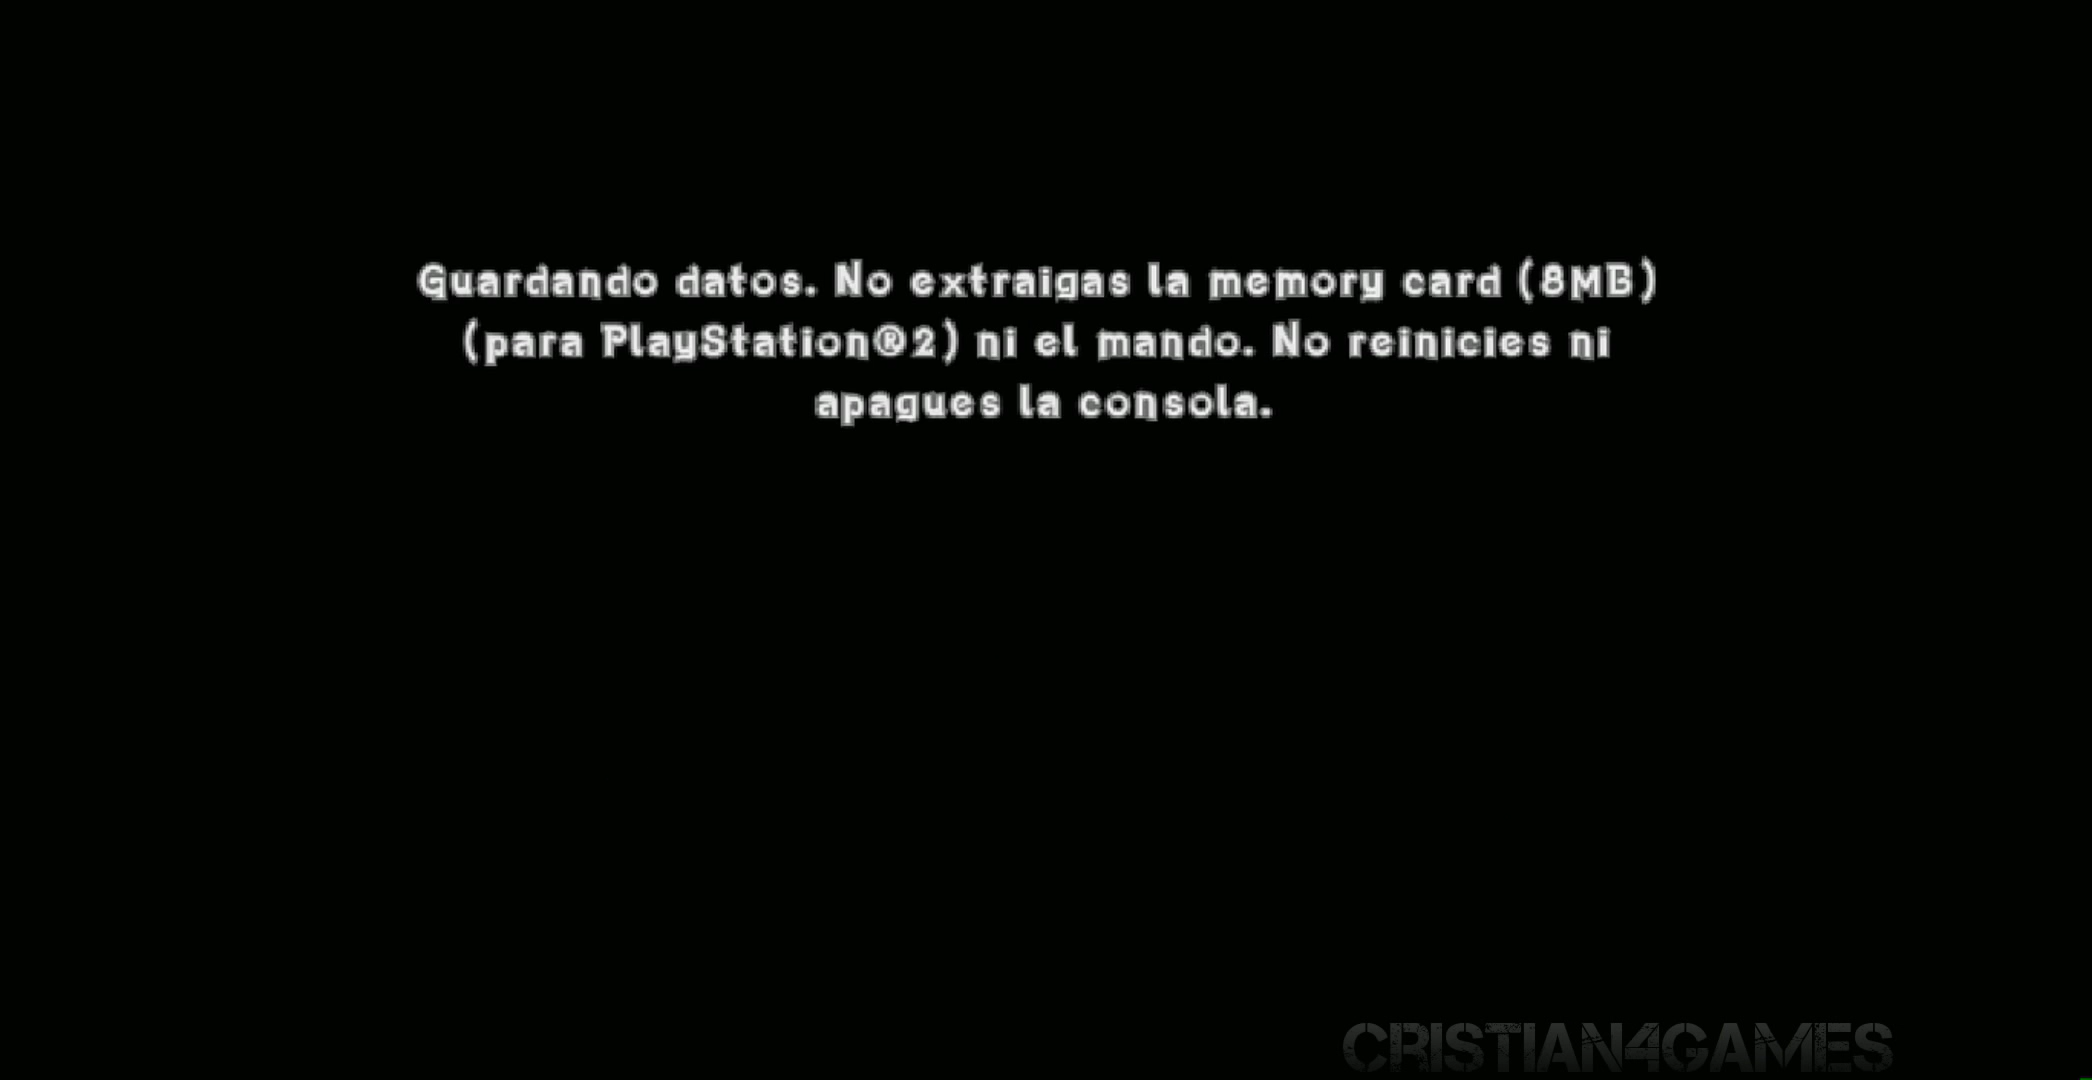 Guardando datos. No extraigas la memory card (8MB)
(para PlayStation®2) ni el mando. No reinicies ni
apagues la consola.
CRISTIAN4GAMES